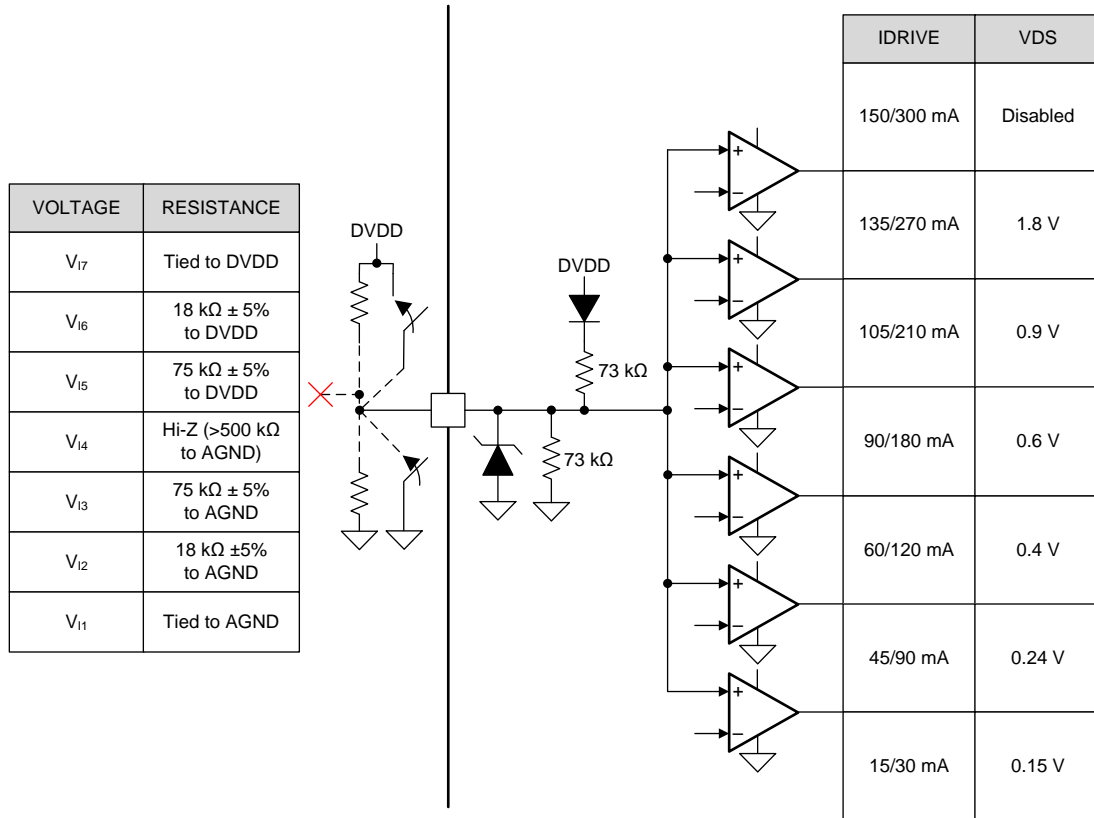 VOLTAGE RESISTANCE
VI7 Tied to DVDD
VI6 18 kΩ ± 5%
to DVDD
VI5 75 kΩ ± 5%
to DVDD
VI4 Hi-Z (>500 kΩ
to AGND)
VI3 75 kΩ ± 5%
to AGND
VI2 18 kΩ ±5%
to AGND
VI1 Tied to AGND
DVDD
DVDD
73 kΩ
73 kΩ
+
−
+
−
+
−
+
−
+
−
+
−
IDRIVE VDS
150/300 mA Disabled
135/270 mA 1.8 V
105/210 mA 0.9 V
90/180 mA 0.6 V
60/120 mA 0.4 V
45/90 mA 0.24 V
15/30 mA 0.15 V